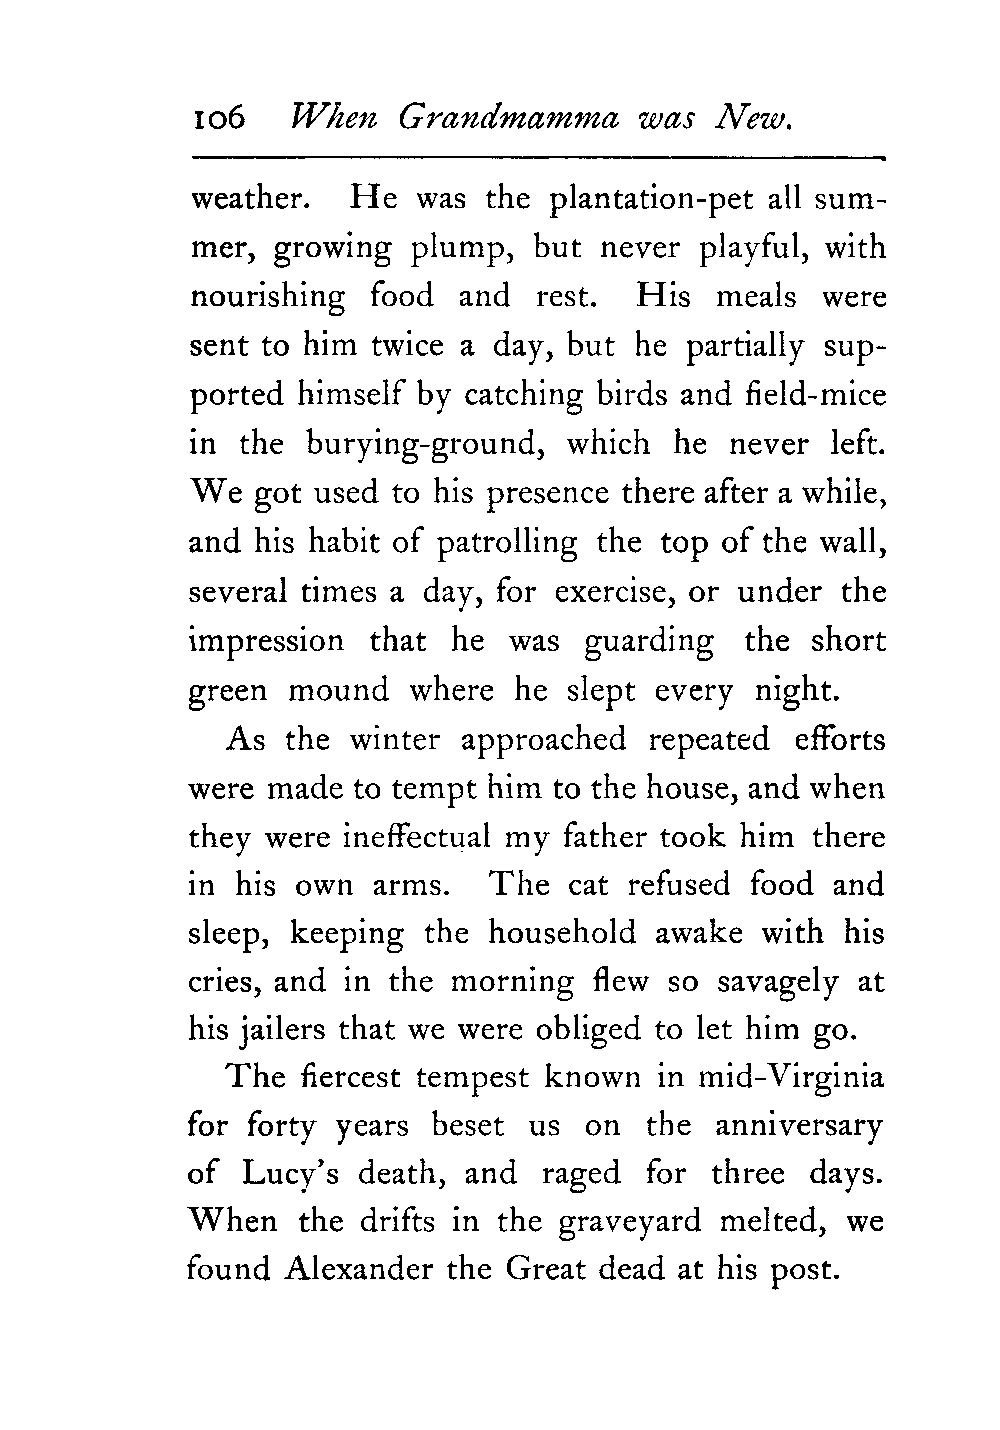 106 When Grandmamma was New.
weather. He was the plantation-pet all sum-
mer, growing plump, but never playful, with
nourishing food and rest. His meals were
sent to him twice a day, but he partially sup-
ported himself by catching birds and field-mice
in the burying-ground, which he never left.
We got used to his presence there after a while,
and his habit of patrolling the top of the wall,
several times a day, for exercise, or under the
impression that he was guarding the short
green mound where he slept every night.
As the winter approached repeated efforts
were made to tempt him to the house, and when
they were ineffectual my father took him there
in his own arms. The cat refused food and
sleep, keeping the household awake with his
cries, and in the morning flew so savagely at
his jailers that we were obliged to let him go.
The fiercest tempest known in mid-Virginia
for forty years beset us on the anniversary
of Lucy's death, and raged for three days.
When the drifts in the graveyard melted, we
found Alexander the Great dead at his post.